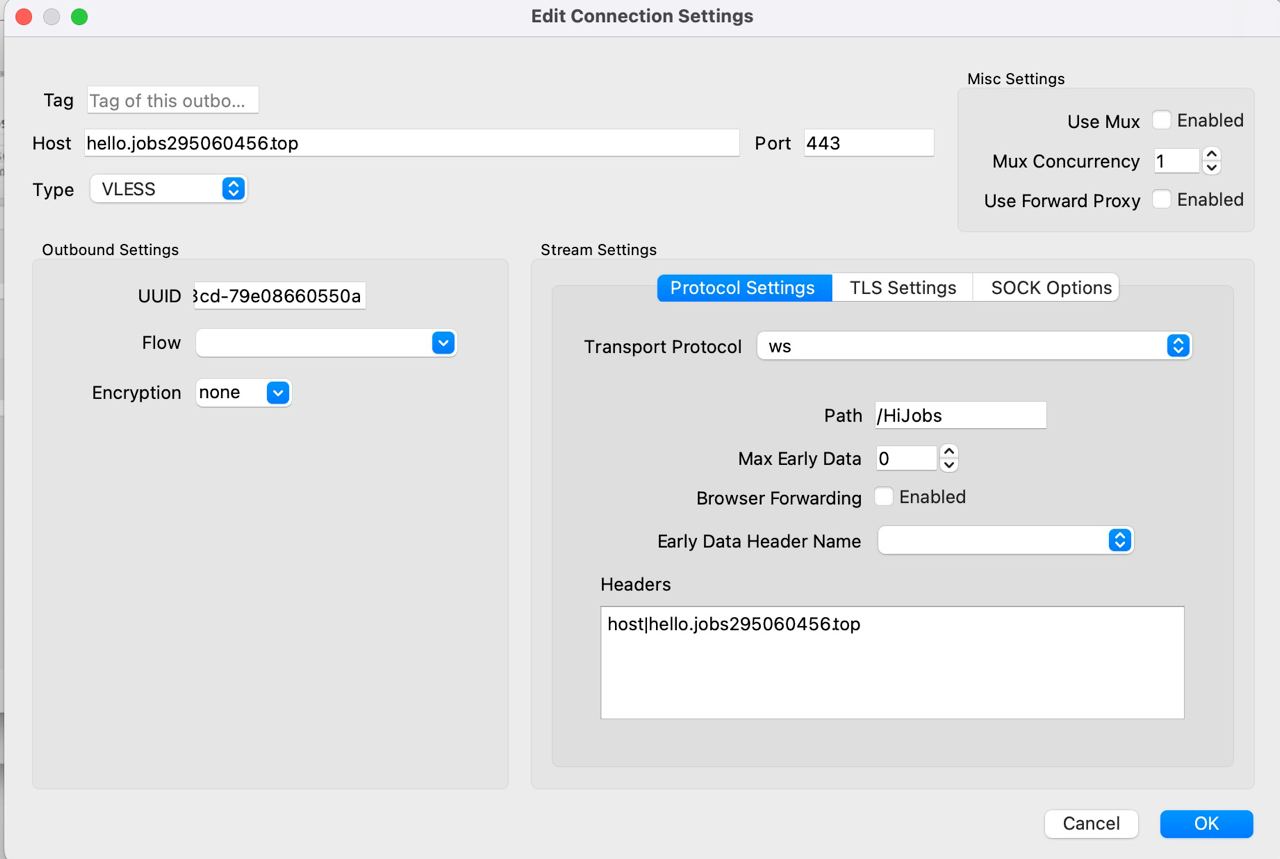 Edit Connection Settings
Misc Settings
Tag Tag of this outbo...
Use Mux Enabled
Host hello.jobs295060456.top Port 443
Mux Concurrency 1
Type VLESS
Use Forward Proxy Enabled
Outbound Settings
UUID 3cd-79e08660550a
Flow
Encryption none
Stream Settings
Protocol Settings TLS Settings SOCK Options
Transport Protocol ws
Path /HiJobs
Max Early Data 0
Browser Forwarding Enabled
Early Data Header Name
Headers
host|hello.jobs295060456.top
Cancel OK